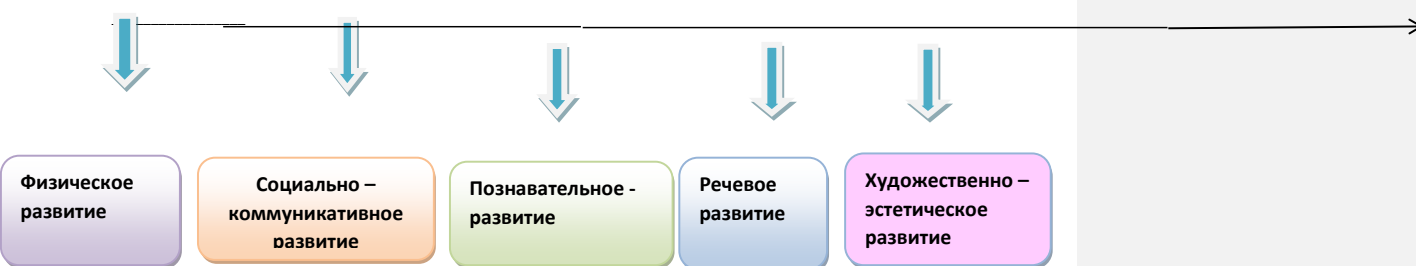 Физическое
развитие
Социально –
коммуникативное
развитие
Познавательное -
развитие
Речевое
развитие
Художественно –
эстетическое
развитие